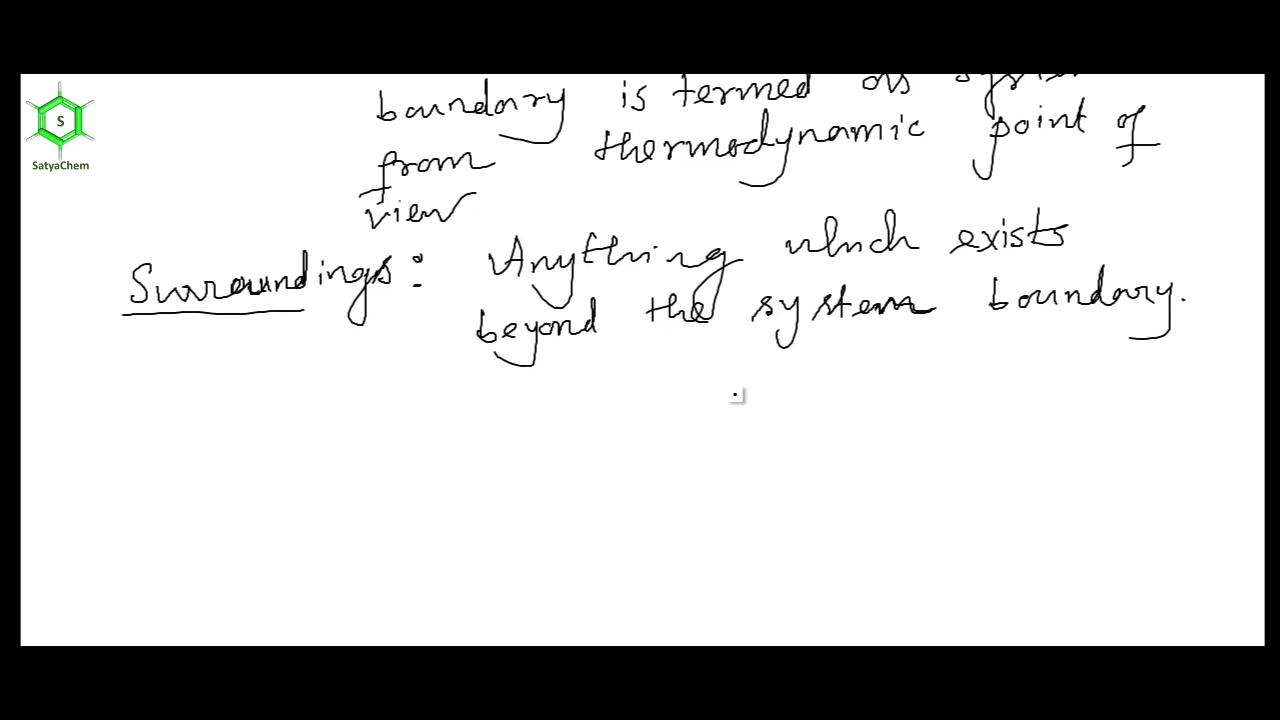 S
SatyaChem
boundary is termed as
from thermodynamic point of
view
Surroundings: Anything which exists
beyond the system boundary.